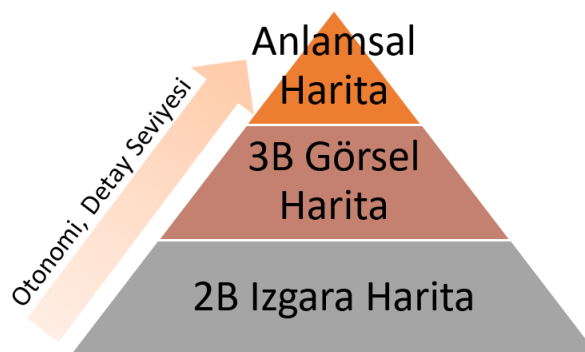 Anlamsal
Harita
3B Görsel
Harita
2B Izgara Harita
Otonomi, Detay Seviyesi